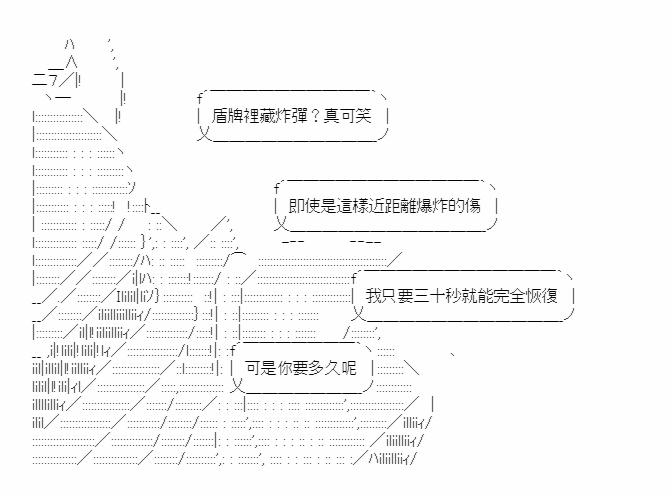 盾牌裡藏炸彈？真可笑
即使是這樣近距離爆炸的傷
我只要三十秒就能完全恢復
可是你要多久呢